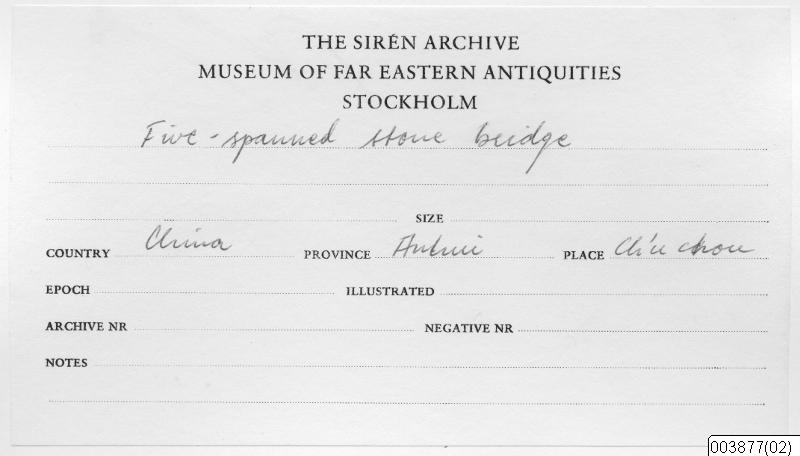 THE SIRÉN ARCHIVE
MUSEUM OF FAR EASTERN ANTIQUITIES
STOCKHOLM
Five-spanned stone bridge
SIZE
COUNTRY China PROVINCE Anhui PLACE Ch'u chou
EPOCH ILLUSTRATED
ARCHIVE NR NEGATIVE NR
NOTES
003877(02)